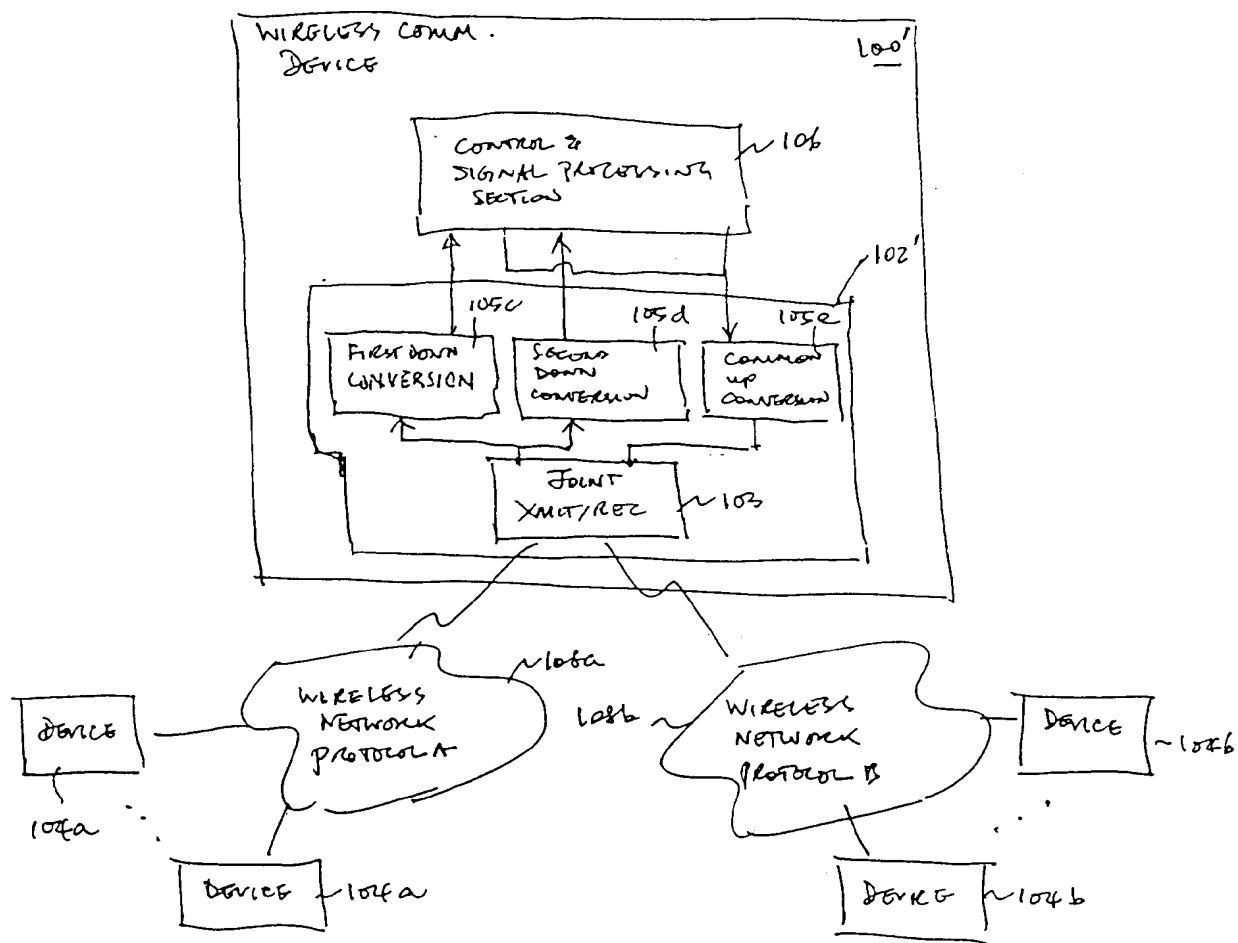 WIRELESS COMM.
DEVICE
100'
CONTROL &
SIGNAL PROCESSING
SECTION
106
102'
105c
105d
105e
FIRST DOWN
CONVERSION
SECOND
DOWN
CONVERSION
COMMON
UP
CONVERSION
JOINT
XMIT/REC
103
108a
WIRELESS
NETWORK
PROTOCOL A
108b
WIRELESS
NETWORK
PROTOCOL B
DEVICE
104a
DEVICE
104b
DEVICE
104a
DEVICE
104b